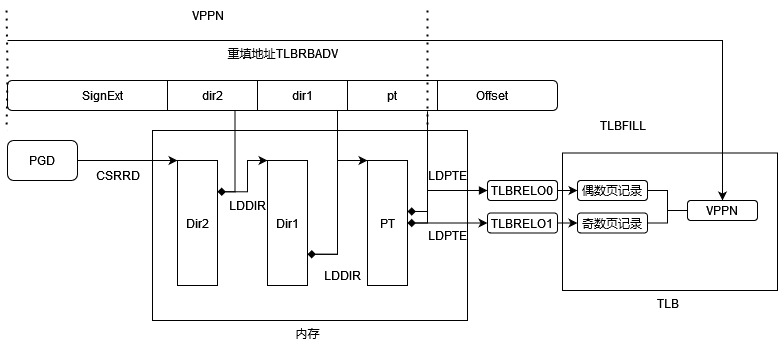 VPPN
重填地址TLBRBADV
SignExt
dir2
dir1
pt
Offset
TLBFILL
PGD
CSRRD
LDPTE
Dir2
LDDIR
Dir1
PT
TLBRELO0
偶数页记录
VPPN
TLBRELO1
奇数页记录
LDPTE
LDDIR
TLB
内存